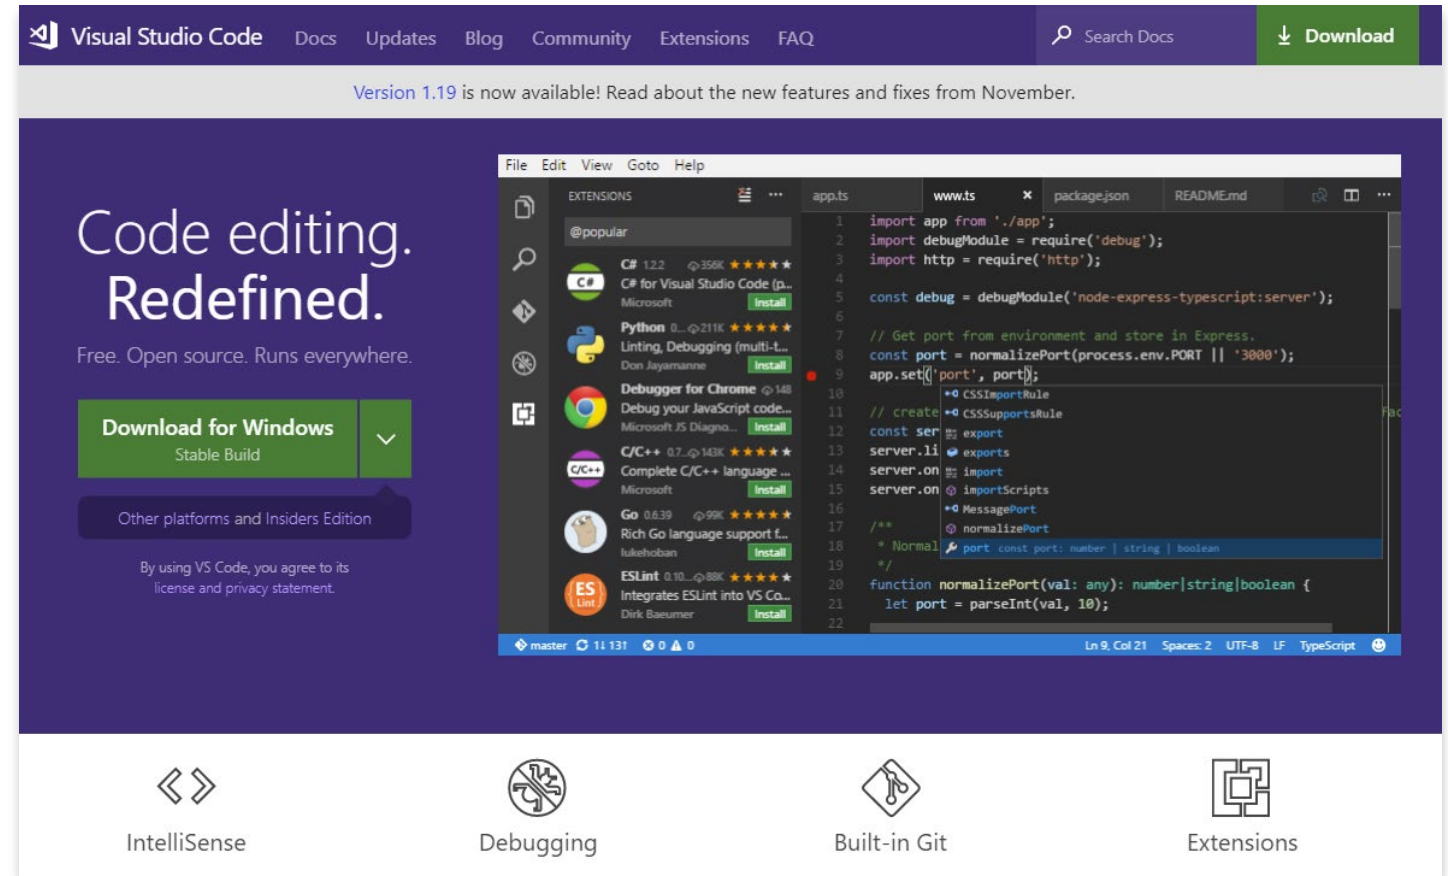 Visual Studio Code Docs Updates Blog Community Extensions FAQ Search Docs Download
Version 1.19 is now available! Read about the new features and fixes from November.
Code editing.
Redefined.
Free. Open source. Runs everywhere.
Download for Windows
Stable Build
Other platforms and Insiders Edition
By using VS Code, you agree to its
license and privacy statement.
File Edit View Goto Help
EXTENSIONS ...
@popular
C# 1.2.2 356K ★★★★★
C# for Visual Studio Code (p...
Microsoft Install
Python 0.... 211K ★★★★★
Linting, Debugging (multi-t...
Don Jayamanne Install
Debugger for Chrome 148
Debug your JavaScript code...
Microsoft JS Diagno... Install
C/C++ 0.7... 143K ★★★★★
Complete C/C++ language ...
Microsoft Install
Go 0.6.39 99K ★★★★★
Rich Go language support f...
lukehoban Install
ESLint 0.10... 88K ★★★★★
Integrates ESLint into VS Co...
Dirk Baeumer Install
app.ts www.ts × package.json README.md ...
1 import app from './app';
2 import debugModule = require('debug');
3 import http = require('http');
4
5 const debug = debugModule('node-express-typescript:server');
6
7 // Get port from environment and store in Express.
8 const port = normalizePort(process.env.PORT || '3000');
9 app.set('port', port);
10
11 // create
12 const ser
13 server.li
14 server.on
15 server.on
16
17 /**
18 * Normal
19 */
20 function normalizePort(val: any): number|string|boolean {
21 let port = parseInt(val, 10);
22
CSSImportRule
CSSSupportsRule
export
exports
import
importScripts
MessagePort
normalizePort
port const port: number | string | boolean
master 1↓ 13↑ 0 0 Ln 9, Col 21 Spaces: 2 UTF-8 LF TypeScript
IntelliSense Debugging Built-in Git Extensions
C#
C/C++
ES
Lint